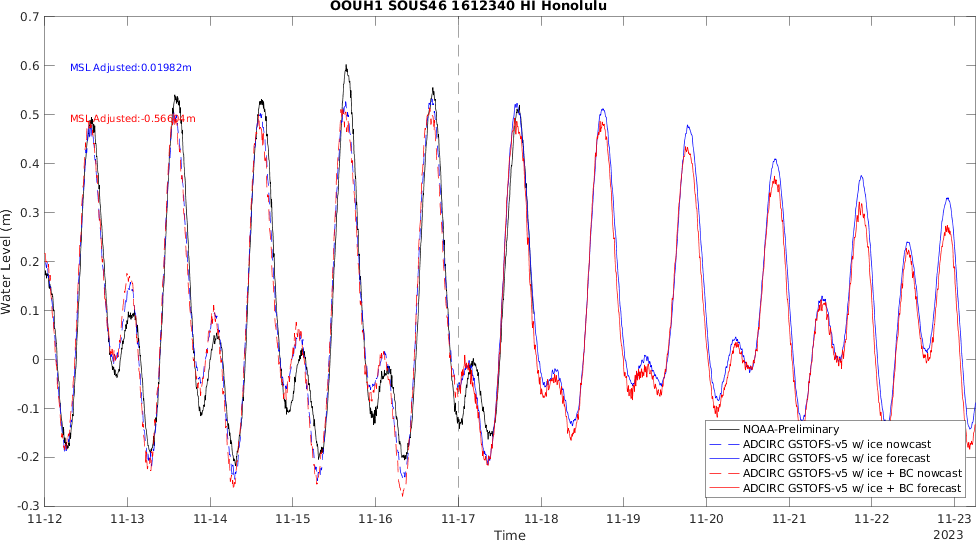 OOUH1 SOUS46 1612340 HI Honolulu
0.7
0.6
0.5
0.4
0.3
0.2
0.1
0
-0.1
-0.2
-0.3
Water Level (m)
MSL Adjusted:0.01982m
NOAA-Preliminary
ADCIRC GSTOFS-v5 w/ ice nowcast
ADCIRC GSTOFS-v5 w/ ice forecast
ADCIRC GSTOFS-v5 w/ ice + BC nowcast
ADCIRC GSTOFS-v5 w/ ice + BC forecast
11-12
11-13
11-14
11-15
11-16
11-17
11-18
11-19
11-20
11-21
11-22
11-23
Time
2023